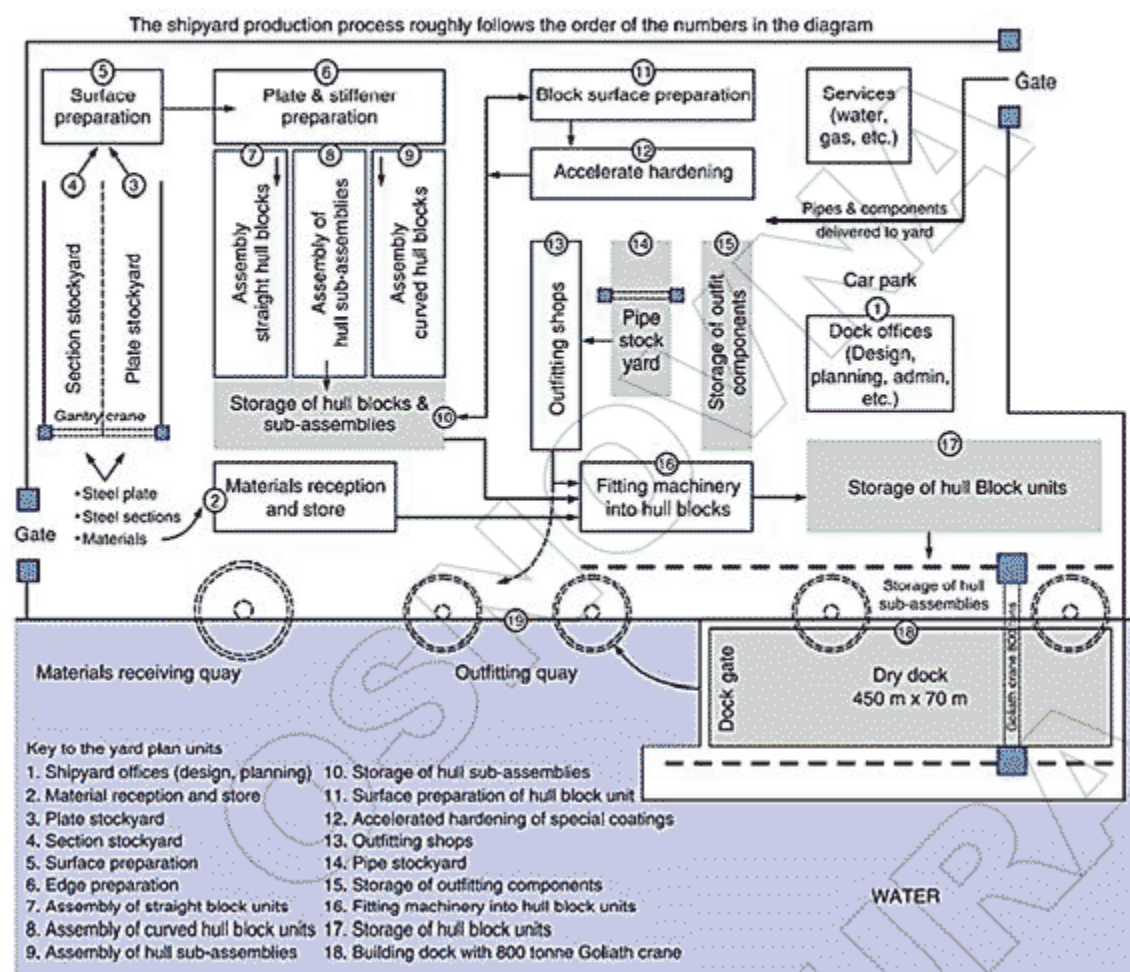 The shipyard production process roughly follows the order of the numbers in the diagram
5
Surface
preparation
6
Plate & stiffener
preparation
11
Block surface preparation
Services
(water,
gas, etc.)
Gate
12
Accelerate hardening
4
3
7
8
9
Section stockyard
Plate stockyard
Assembly
straight hull blocks
Assembly of
hull sub-assemblies
Assembly
curved hull blocks
Pipes & components
delivered to yard
13
Outfitting shops
14
Pipe
stock
yard
15
Storage of outfit
components
Car park
1
Dock offices
(Design,
planning, admin,
etc.)
Gantry crane
Storage of hull blocks &
sub-assemblies
10
• Steel plate
• Steel sections
• Materials
Gate
2
Materials reception
and store
16
Fitting machinery
into hull blocks
17
Storage of hull Block units
Storage of hull
sub-assemblies
19
18
Materials receiving quay
Outfitting quay
Dock gate
Dry dock
450 m x 70 m
Goliath crane 800 tons
Key to the yard plan units
1. Shipyard offices (design, planning)
2. Material reception and store
3. Plate stockyard
4. Section stockyard
5. Surface preparation
6. Edge preparation
7. Assembly of straight block units
8. Assembly of curved hull block units
9. Assembly of hull sub-assemblies
10. Storage of hull sub-assemblies
11. Surface preparation of hull block unit
12. Accelerated hardening of special coatings
13. Outfitting shops
14. Pipe stockyard
15. Storage of outfitting components
16. Fitting machinery into hull block units
17. Storage of hull block units
18. Building dock with 800 tonne Goliath crane
WATER